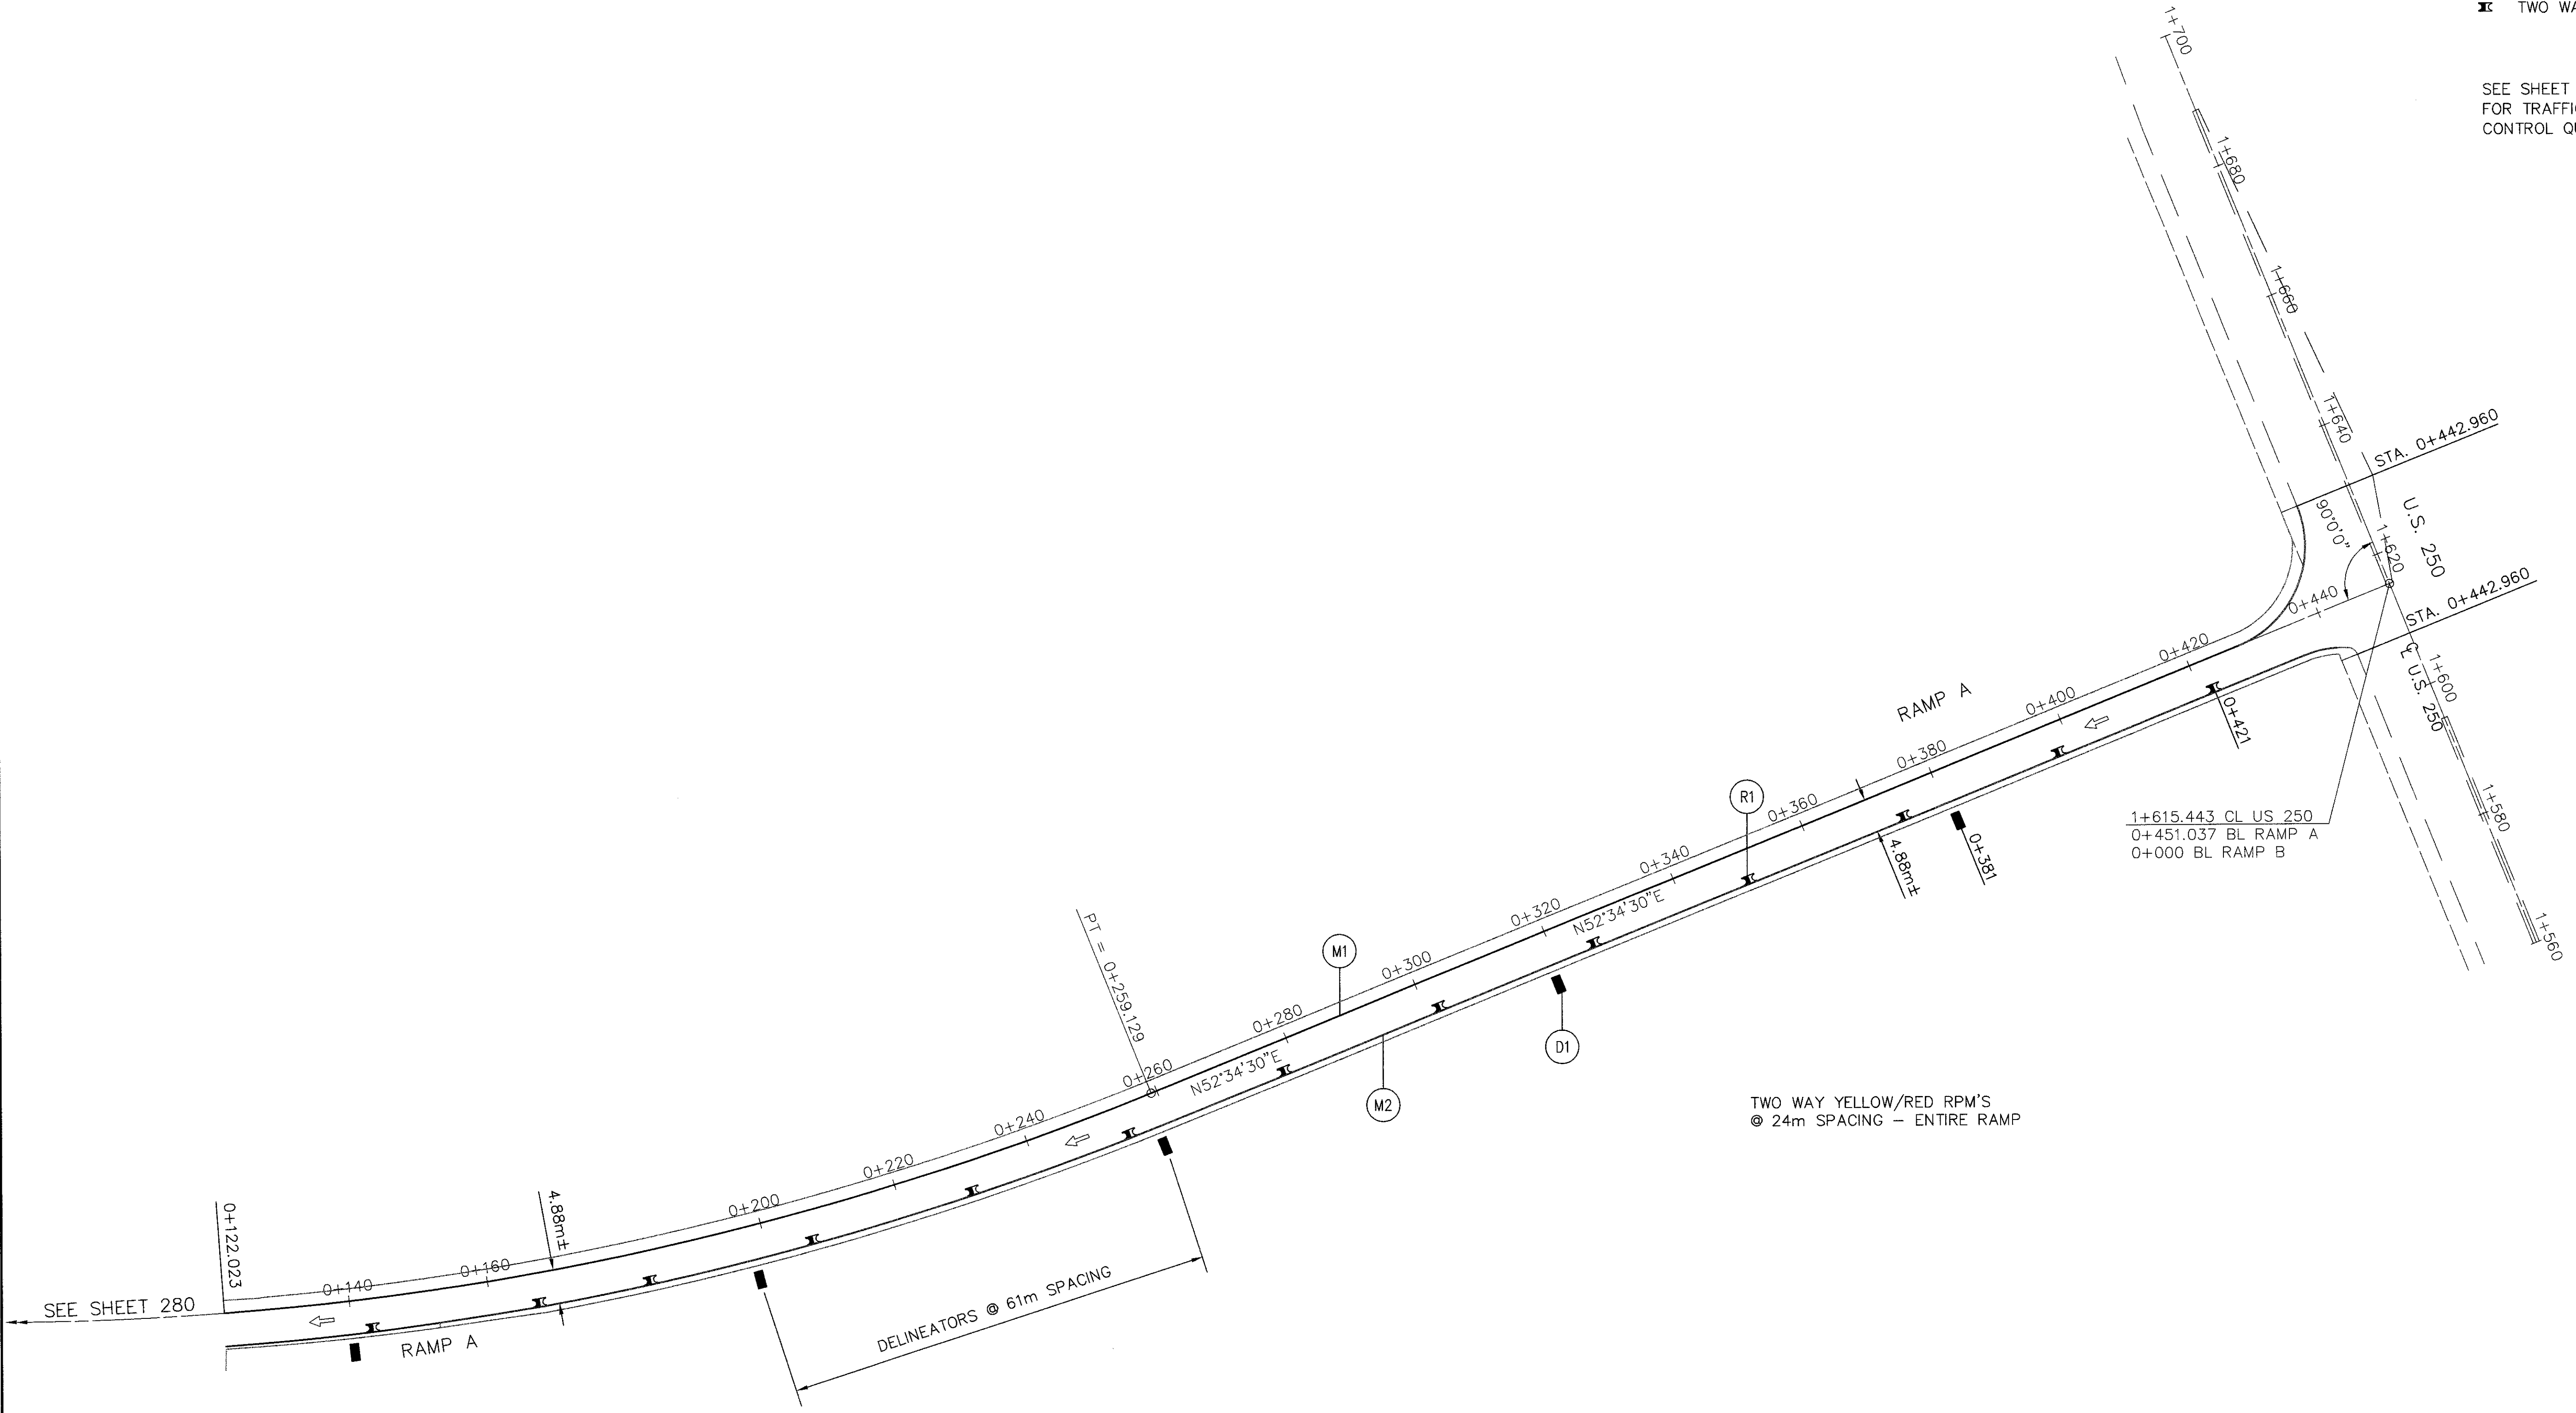 TWO WA
SEE SHEET
FOR TRAFFI
CONTROL QU
1+700
1+680
1+660
1+640
STA. 0+442.960
U.S. 250
90°0'0"
1+620
0+440
STA. 0+442.960
℄ U.S. 250
1+600
1+580
1+560
0+420
0+421
RAMP A
0+400
0+380
0+381
R1
0+360
4.88m±
1+615.443 CL US 250
0+451.037 BL RAMP A
0+000 BL RAMP B
0+340
N52°34'30"E
0+320
0+300
M1
D1
0+280
N52°34'30"E
M2
PT = 0+259.129
0+260
TWO WAY YELLOW/RED RPM'S
@ 24m SPACING – ENTIRE RAMP
0+240
0+220
0+200
4.88m±
0+160
0+140
0+122.023
SEE SHEET 280
RAMP A
DELINEATORS @ 61m SPACING